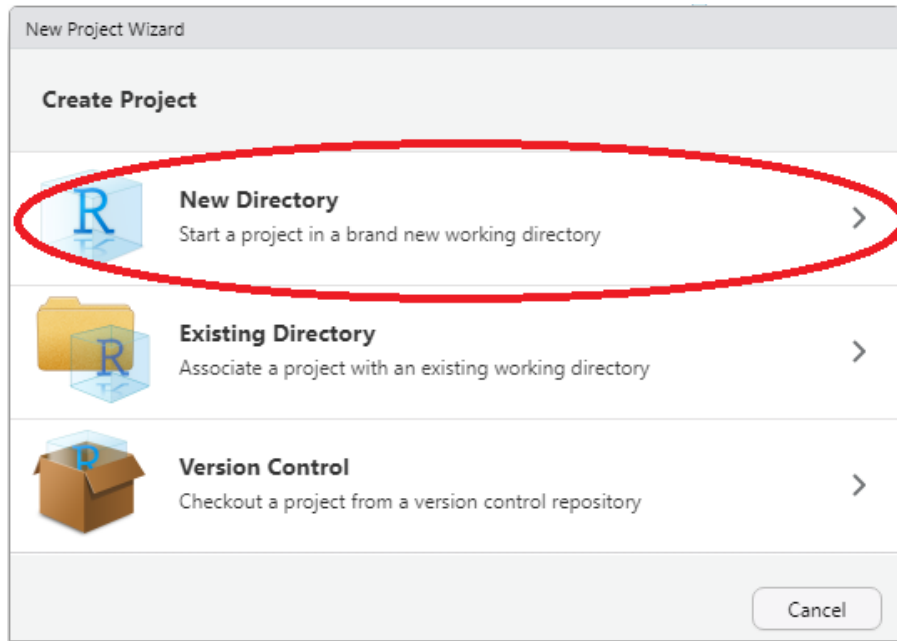 New Project Wizard
Create Project
R
New Directory
Start a project in a brand new working directory
R
Existing Directory
Associate a project with an existing working directory
R
Version Control
Checkout a project from a version control repository
Cancel